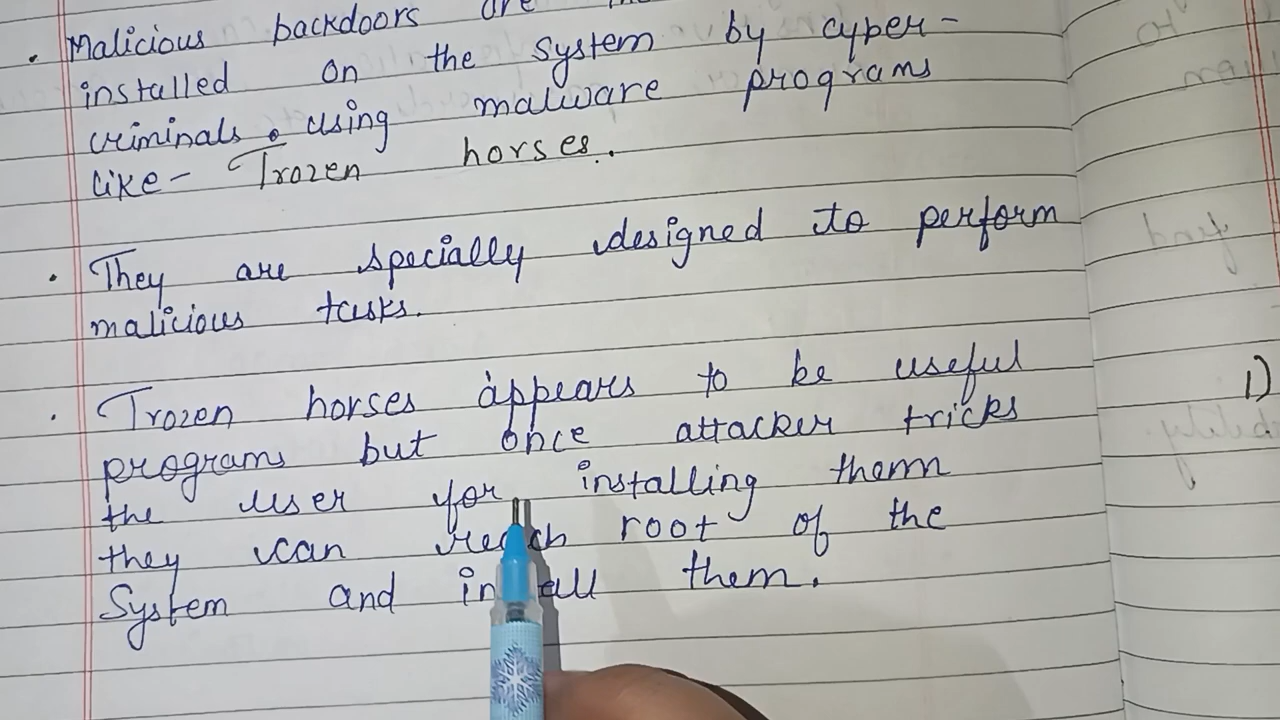 . Malicious backdoors are
installed on the system by cyber-
criminals. using malware programs
like- Trozen horses.
. They are specially designed to perform
malicious tasks.
. Trozen horses appears to be useful
programs but once attacker tricks
the user for installing them
they can reach root of the
System and install them.
1)
find